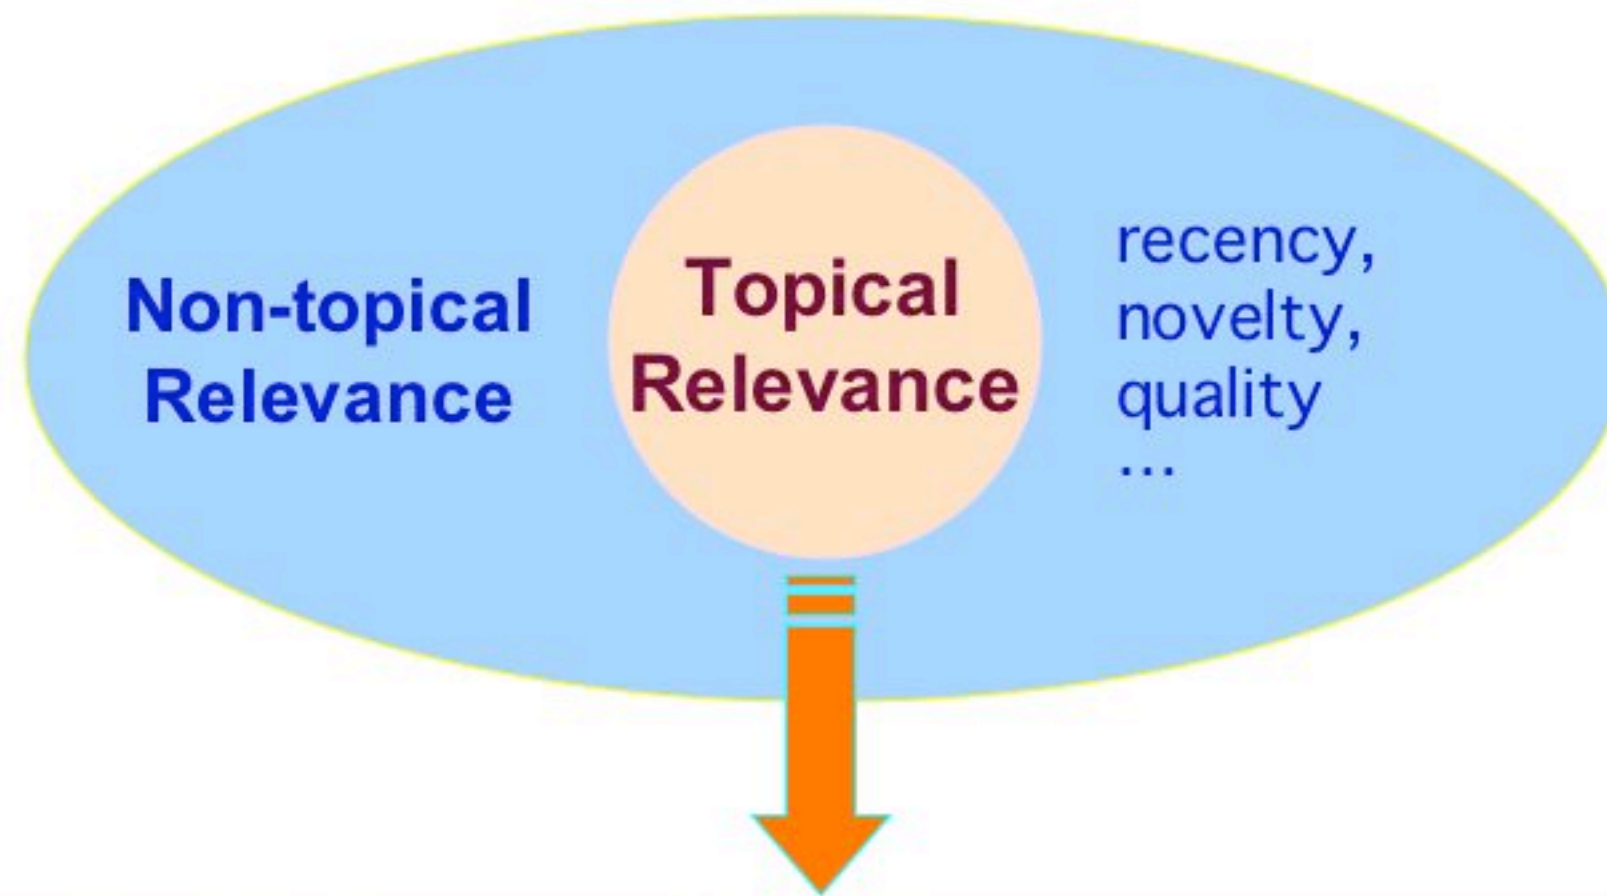 Non-topical
Relevance
Topical
Relevance
recency,
novelty,
quality
...